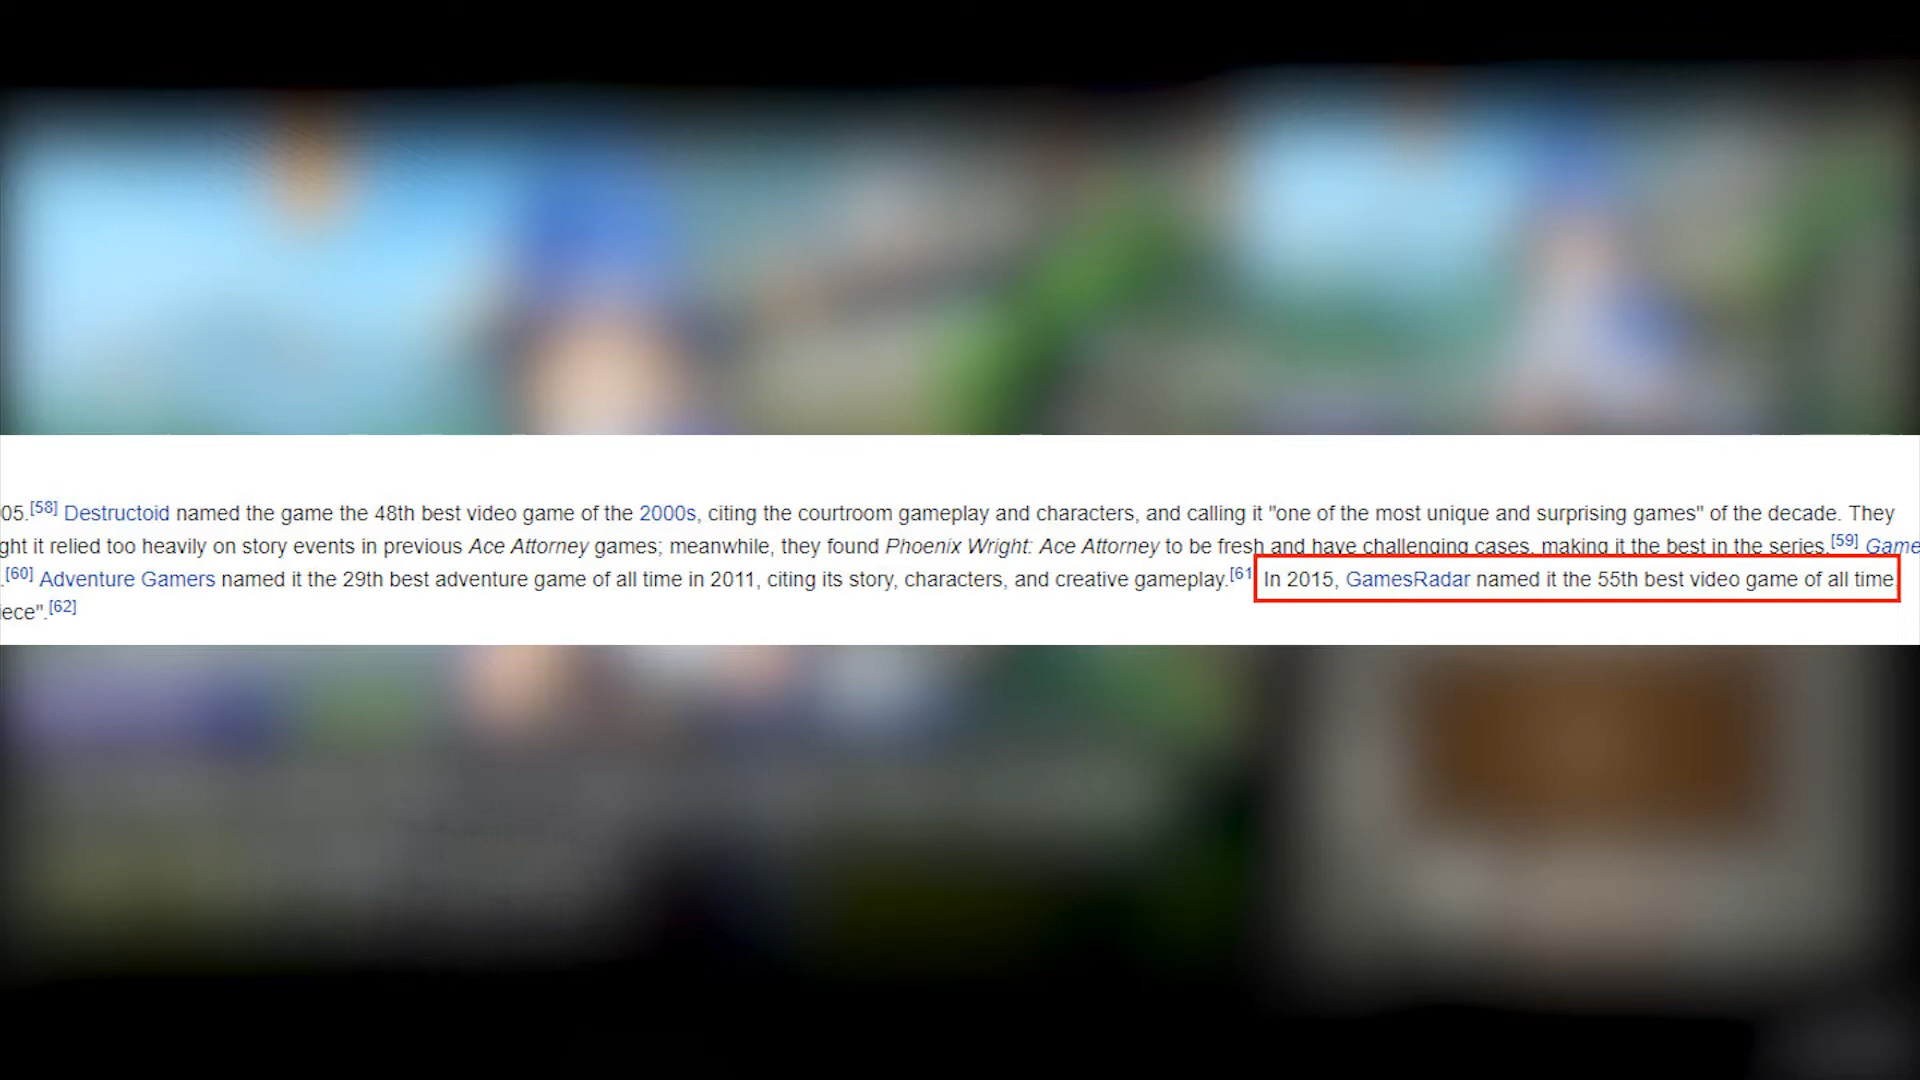 05.[58] Destructoid named the game the 48th best video game of the 2000s, citing the courtroom gameplay and characters, and calling it "one of the most unique and surprising games" of the decade. They
ght it relied too heavily on story events in previous Ace Attorney games; meanwhile, they found Phoenix Wright: Ace Attorney to be fresh and have challenging cases, making it the best in the series.[59] Game
.[60] Adventure Gamers named it the 29th best adventure game of all time in 2011, citing its story, characters, and creative gameplay.[61 In 2015, GamesRadar named it the 55th best video game of all time,
iece".[62]